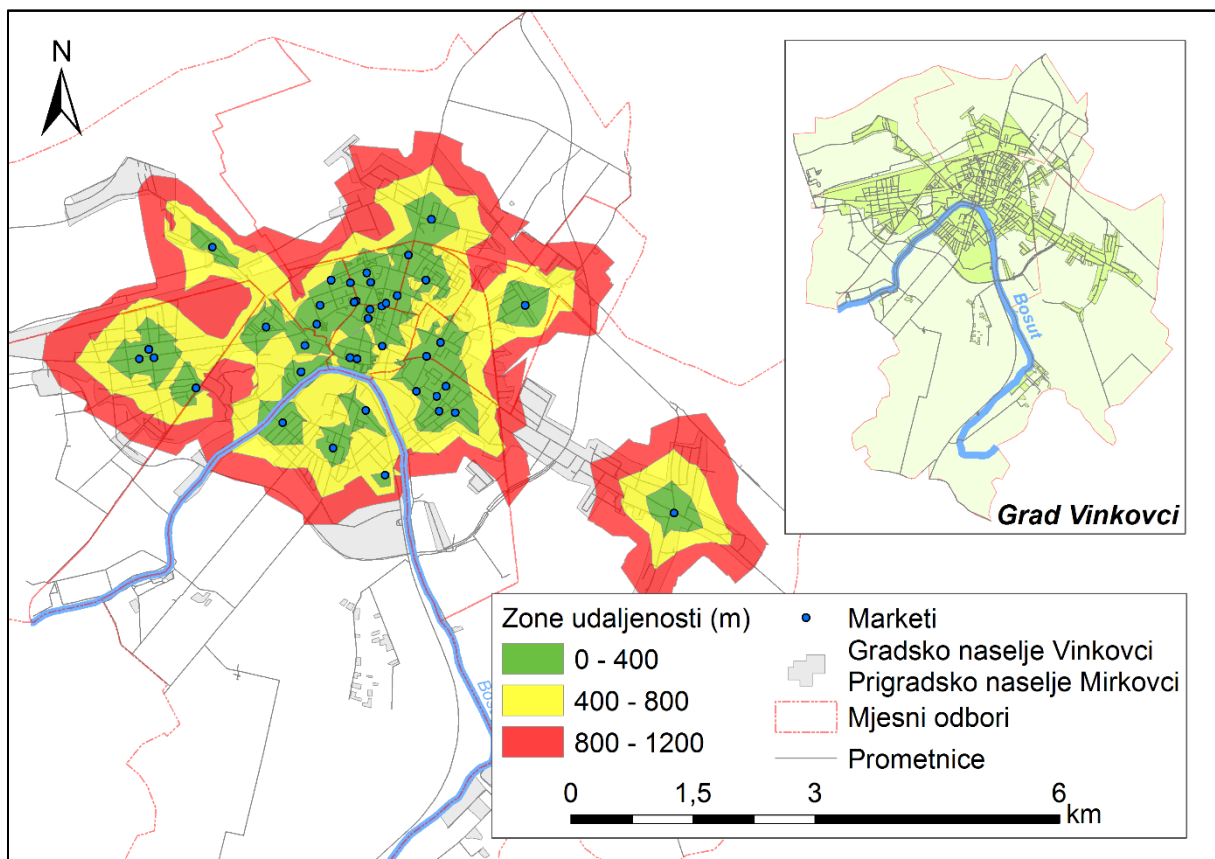 N
Bosut
Grad Vinkovci
Zone udaljenosti (m)
0 - 400
400 - 800
800 - 1200
Marketi
Gradsko naselje Vinkovci
Prigradsko naselje Mirkovci
Mjesni odbori
Prometnice
0 1,5 3 6
km